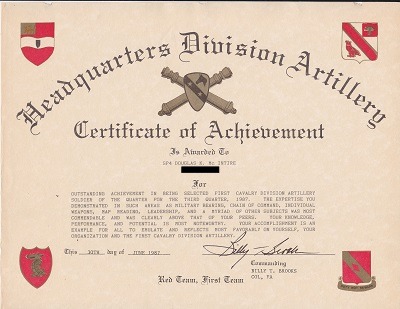 Headquarters Division Artillery
Certificate of Achievement
Is Awarded To
SP4 DOUGLAS K. Mc INTIRE
For
OUTSTANDING ACHIEVEMENT IN BEING SELECTED FIRST CAVALRY DIVISION ARTILLERY
SOLDIER OF THE QUARTER FOR THE THIRD QUARTER, 1987. THE EXPERTISE YOU
DEMONSTRATED IN SUCH AREAS AS MILITARY BEARING, CHAIN OF COMMAND, INDIVIDUAL
WEAPONS, MAP READING, LEADERSHIP, AND A MYRIAD OF OTHER SUBJECTS WAS MOST
COMMENDABLE AND WAS CLEARLY ABOVE THAT OF YOUR PEERS. YOUR KNOWLEDGE,
PERFORMANCE, AND POTENTIAL IS MOST NOTEWORTHY. YOUR ACCOMPLISHMENT IS AN
EXAMPLE FOR ALL TO EMULATE AND REFLECTS MOST FAVORABLY ON YOURSELF, YOUR
ORGANIZATION AND THE FIRST CAVALRY DIVISION ARTILLERY.
This 30TH day of JUNE 1987
Billy T. Brooks
Commanding
BILLY T. BROOKS
COL, FA
Red Team, First Team